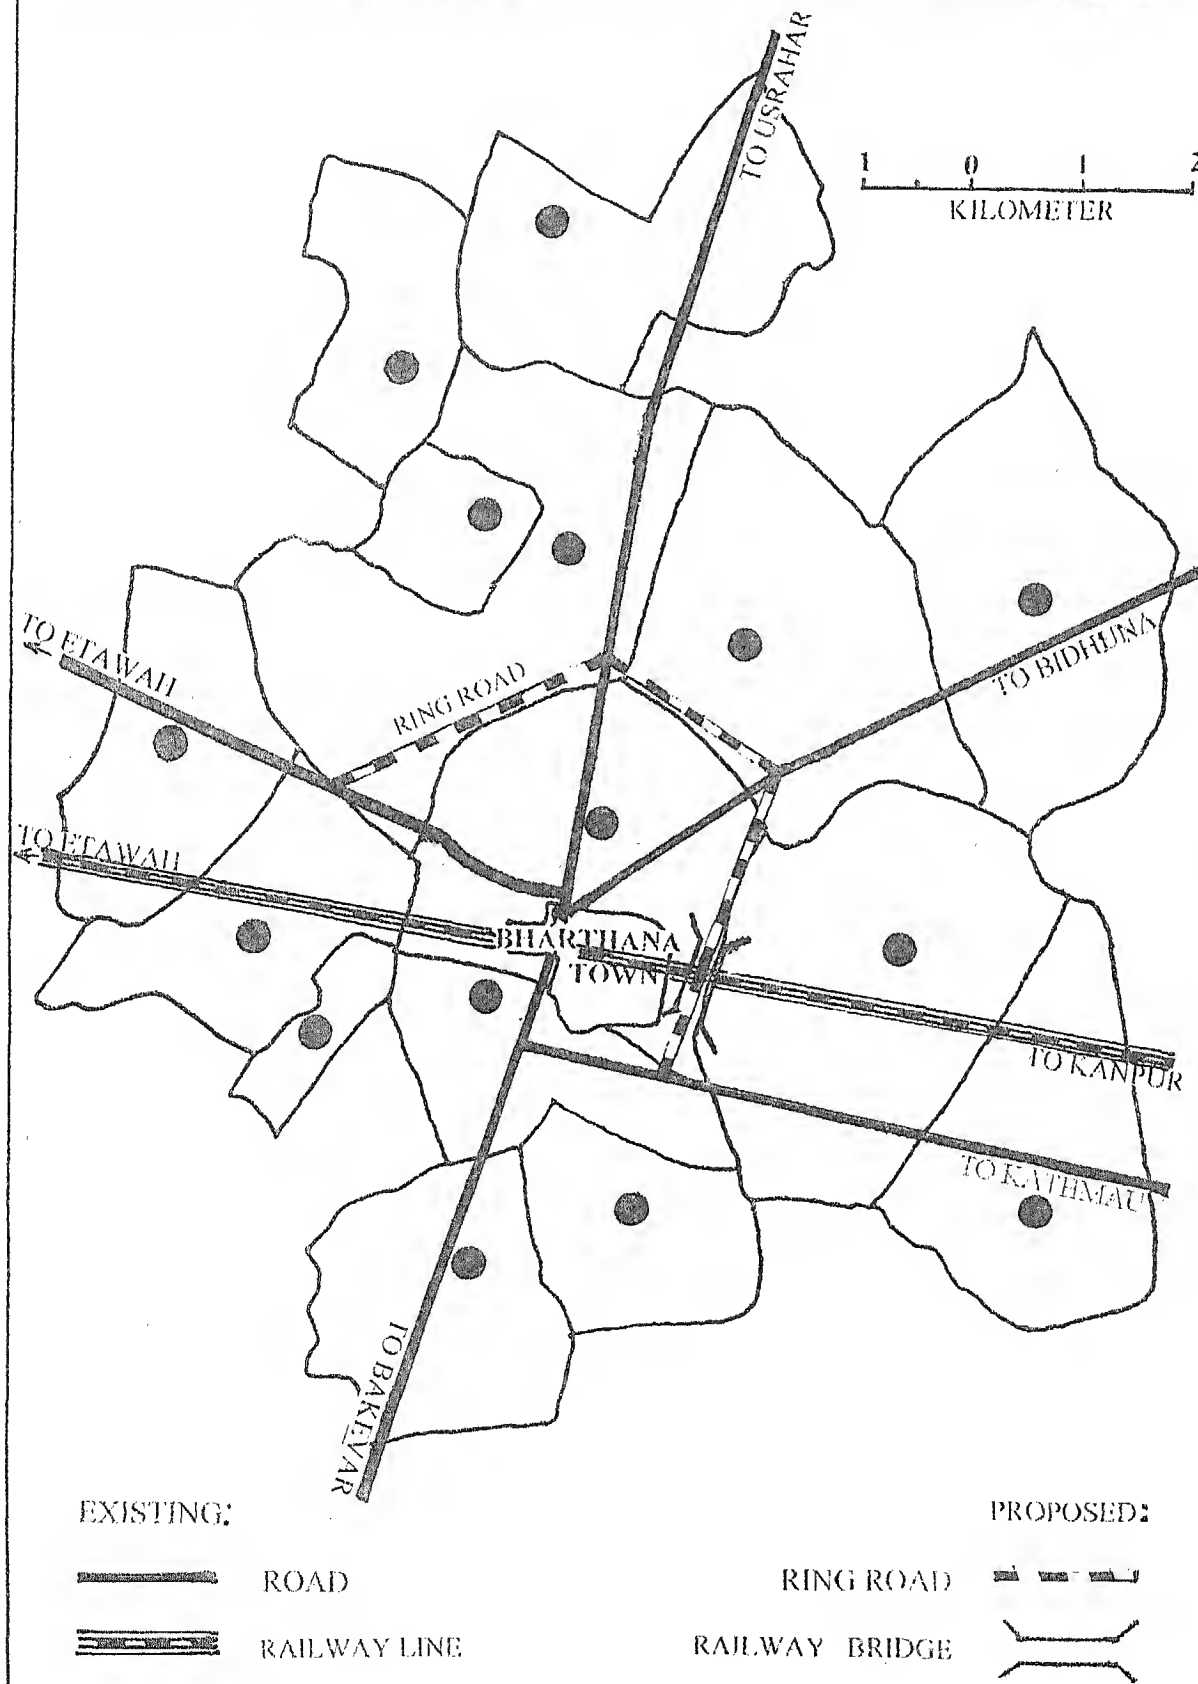 TO USRAHAR
1 0 1 2
KILOMETER
TO ETAWAH
RING ROAD
TO BIDHUNA
TO ETAWAH
BHARTHANA
TOWN
TO KANPUR
TO KATHMAU
TO BAKEVAR
EXISTING:
PROPOSED:
ROAD
RING ROAD
RAILWAY LINE
RAILWAY BRIDGE